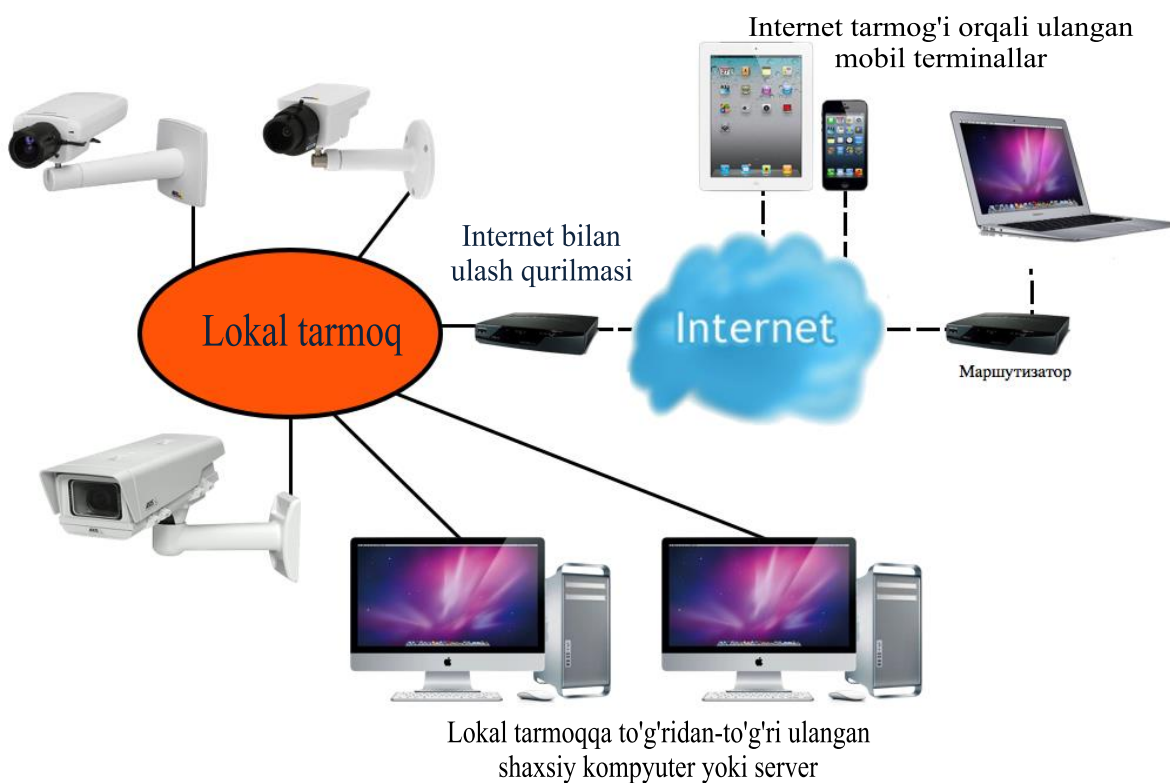 Internet tarmog'i orqali ulangan
mobil terminallar
Internet bilan
ulash qurilmasi
Lokal tarmoq
Internet
Маршутизатор
Lokal tarmoqqa to'g'ridan-to'g'ri ulangan
shaxsiy kompyuter yoki server